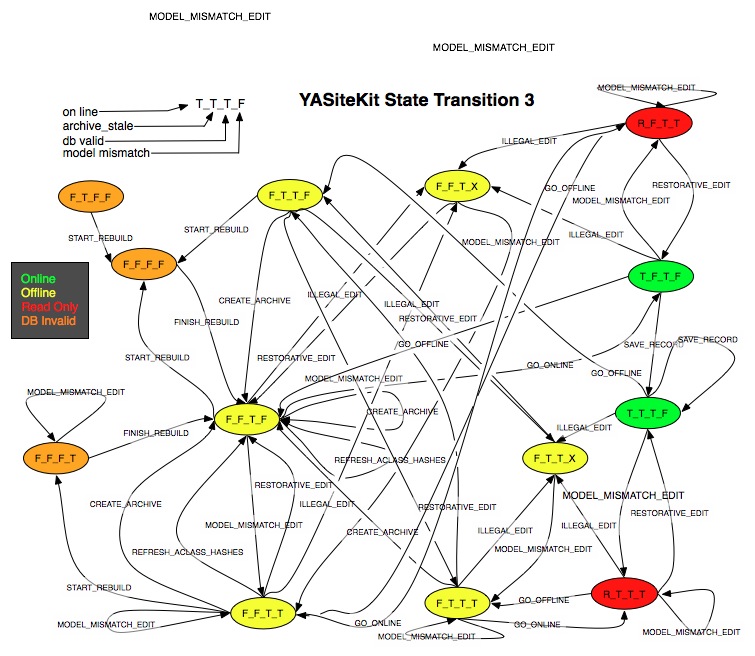 MODEL_MISMATCH_EDIT
MODEL_MISMATCH_EDIT
MODEL_MISMATCH_EDIT
YASiteKit State Transition 3
T_T_T_F
on line
archive_stale
db valid
model mismatch
R_F_T_T
ILLEGAL_EDIT
F_T_F_F
F_T_T_F
F_F_T_X
GO_OFFLINE
RESTORATIVE_EDIT
MODEL_MISMATCH_EDIT
START_REBUILD
START_REBUILD
ILLEGAL_EDIT
MODEL_MISMATCH_EDIT
F_F_F_F
T_F_T_F
Online
Offline
Read Only
DB Invalid
CREATE_ARCHIVE
ILLEGAL_EDIT
ILLEGAL_EDIT
FINISH_REBUILD
RESTORATIVE_EDIT
SAVE_RECORD
SAVE_RECORD
GO_OFFLINE
START_REBUILD
RESTORATIVE_EDIT
GO_ONLINE
GO_OFFLINE
MODEL_MISMATCH_EDIT
MODEL_MISMATCH_EDIT
CREATE_ARCHIVE
F_F_T_F
T_T_T_F
FINISH_REBUILD
ILLEGAL_EDIT
F_F_F_T
REFRESH_ACLASS_HASHES
F_T_T_X
RESTORATIVE_EDIT
MODEL_MISMATCH_EDIT
CREATE_ARCHIVE
ILLEGAL_EDIT
RESTORATIVE_EDIT
RESTORATIVE_EDIT
MODEL_MISMATCH_EDIT
CREATE_ARCHIVE
ILLEGAL_EDIT
ILLEGAL_EDIT
REFRESH_ACLASS_HASHES
MODEL_MISMATCH_EDIT
START_REBUILD
R_T_T_T
F_T_T_T
GO_OFFLINE
F_F_T_T
MODEL_MISMATCH_EDIT
GO_ONLINE
GO_ONLINE
MODEL_MISMATCH_EDIT
MODEL_MISMATCH_EDIT